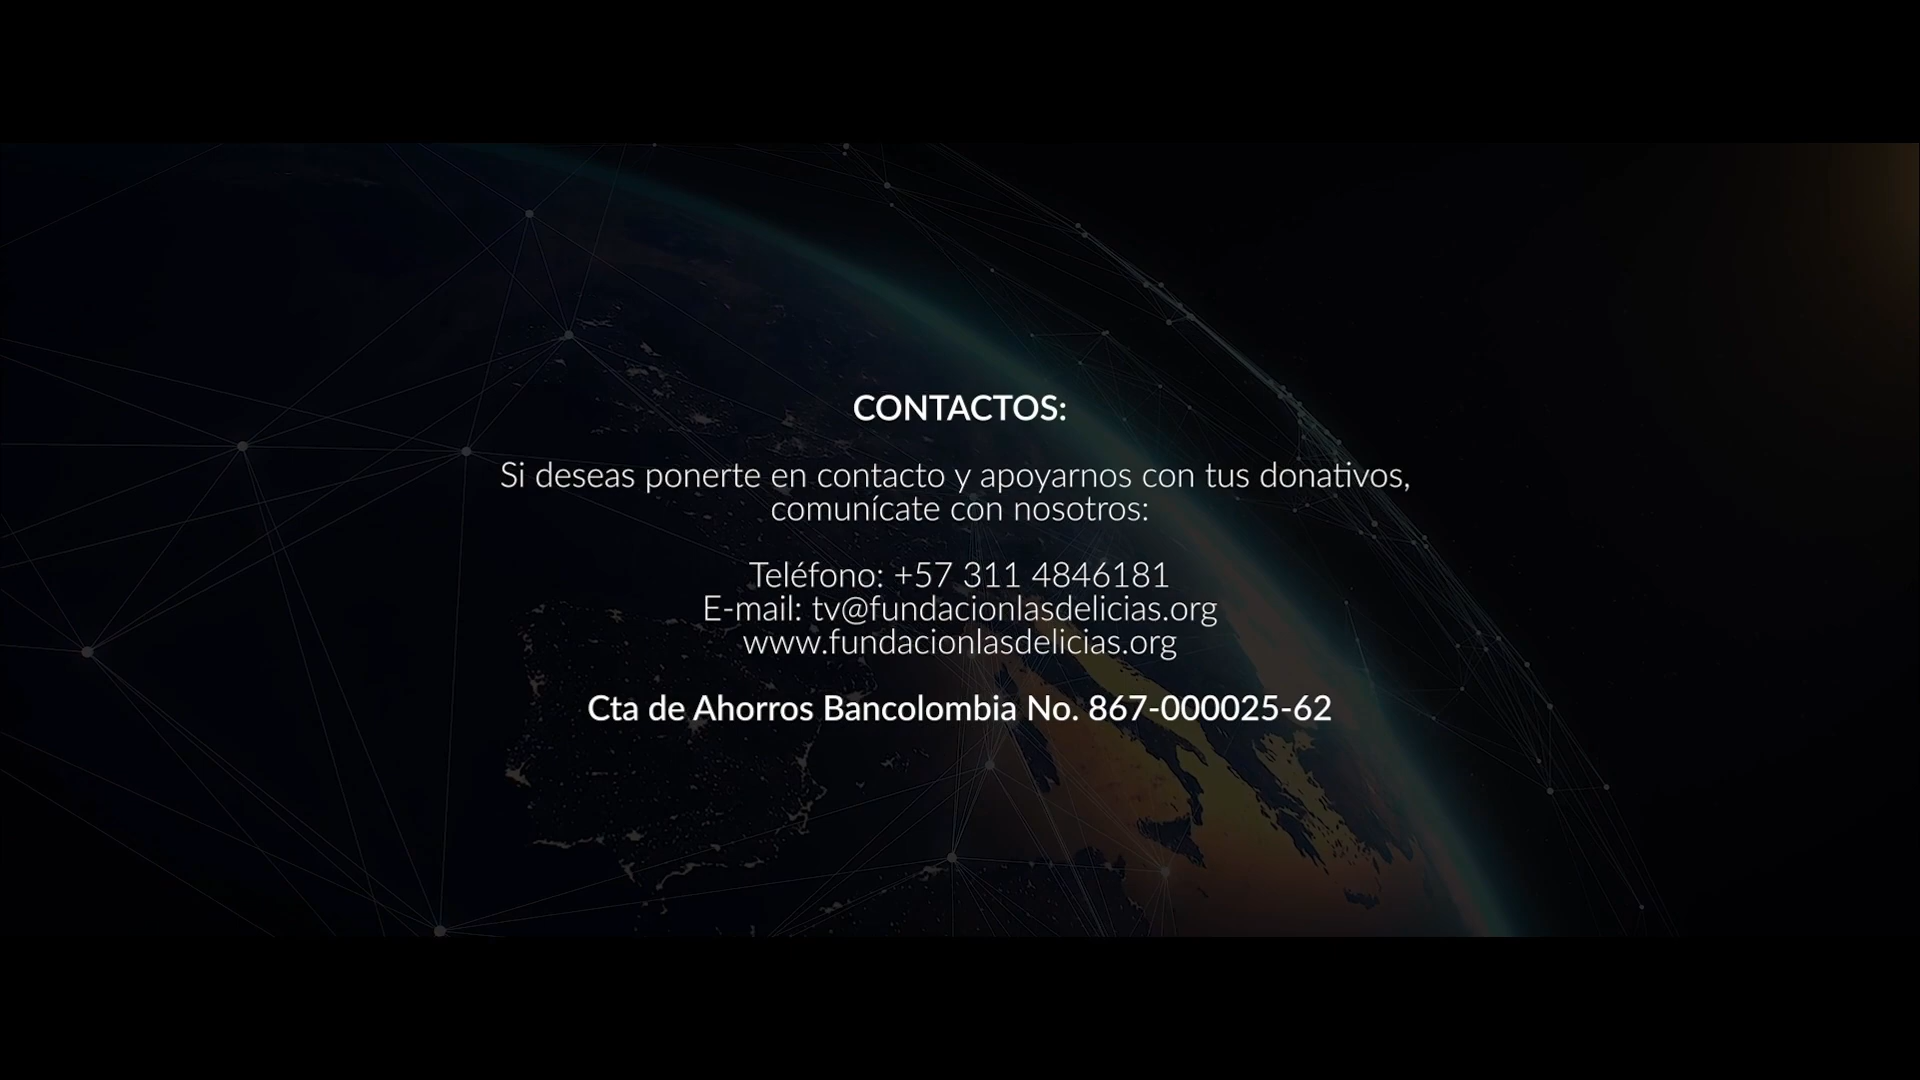 CONTACTOS:
Si deseas ponerte en contacto y apoyarnos con tus donativos,
comunícate con nosotros:
Teléfono: +57 311 4846181
E-mail: tv@fundacionlasdelicias.org
www.fundacionlasdelicias.org
Cta de Ahorros Bancolombia No. 867-000025-62